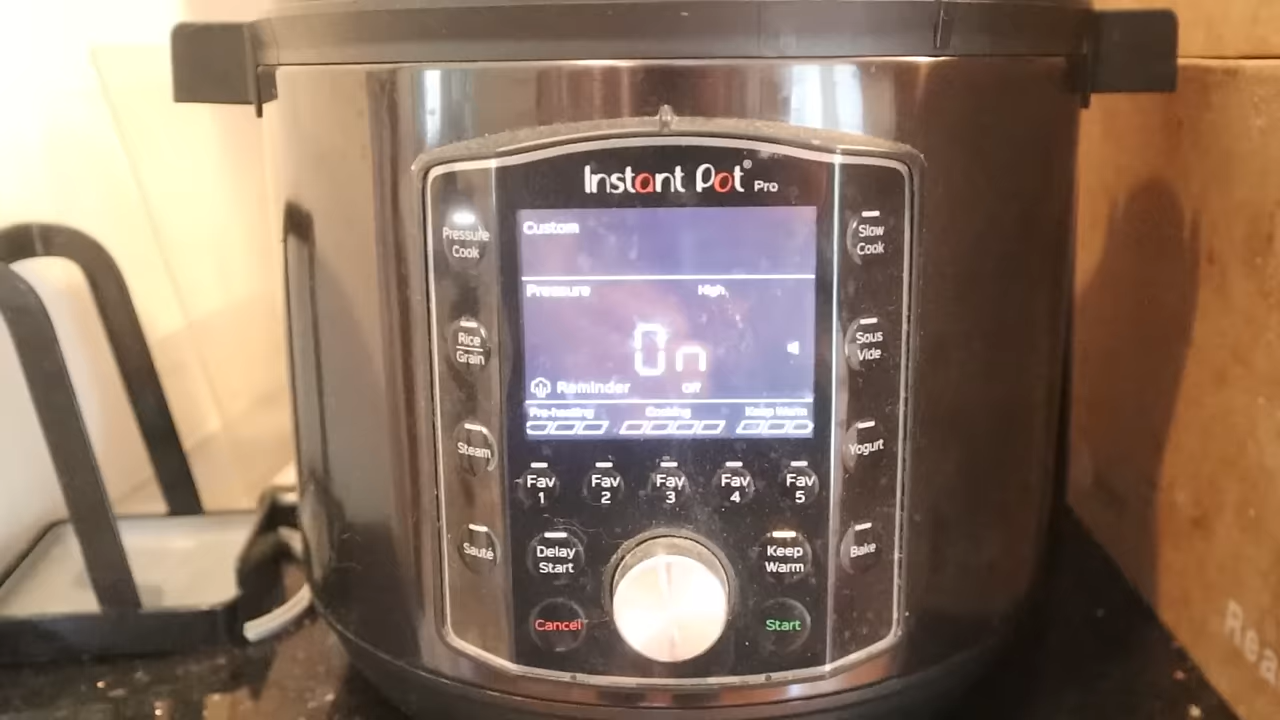 Instant Pot® Pro
Pressure Cook
Rice Grain
Steam
Sauté
Custom
Pressure High
On
Reminder Off
Pre-heating Cooking Keep Warm
Slow Cook
Sous Vide
Yogurt
Bake
Fav 1
Fav 2
Fav 3
Fav 4
Fav 5
Delay Start
Keep Warm
Cancel
Start